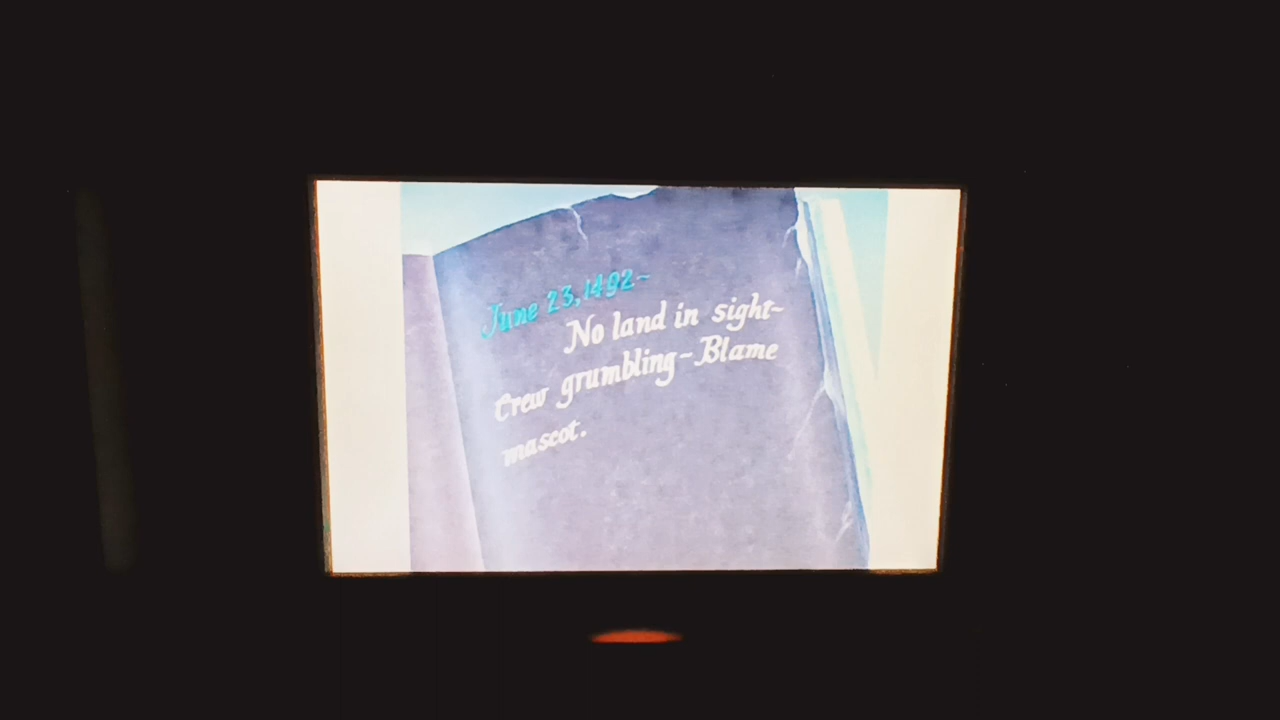 June 23, 1492~
No land in sight~
Crew grumbling~Blame
mascot.